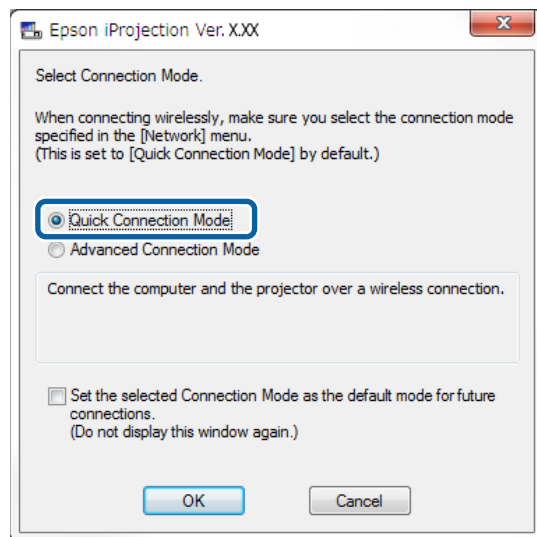 Epson iProjection Ver. X.XX
Select Connection Mode.
When connecting wirelessly, make sure you select the connection mode
specified in the [Network] menu.
(This is set to [Quick Connection Mode] by default.)
Quick Connection Mode
Advanced Connection Mode
Connect the computer and the projector over a wireless connection.
Set the selected Connection Mode as the default mode for future
connections.
(Do not display this window again.)
OK Cancel